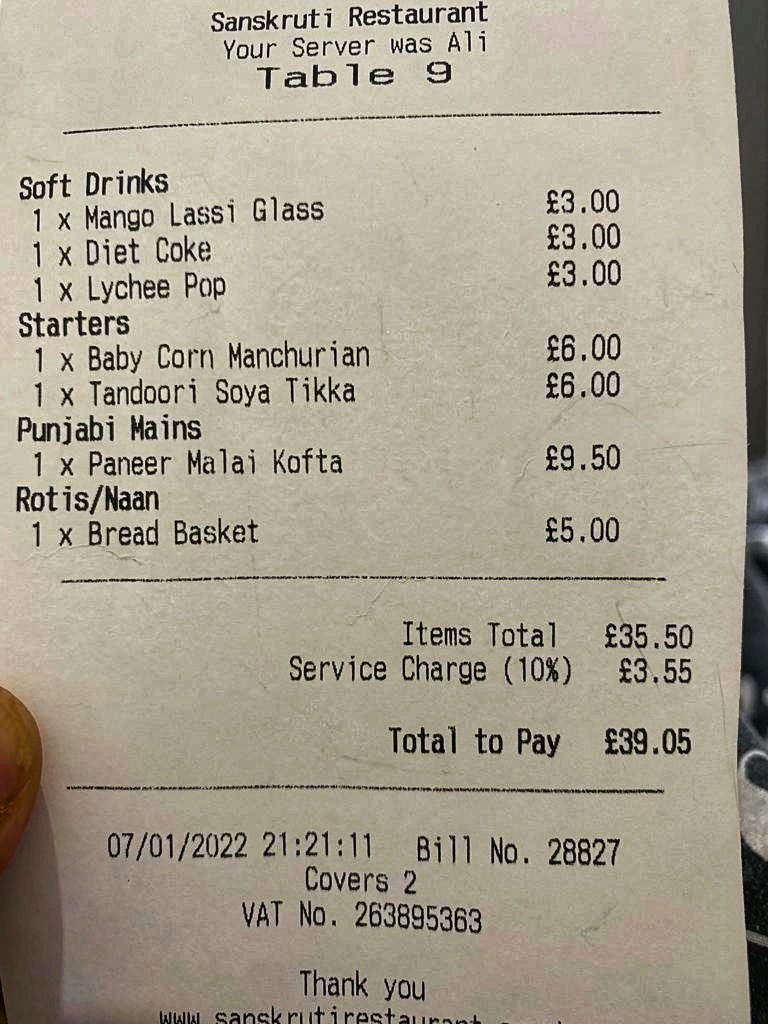 Sanskruti Restaurant
Your Server was Ali
Table 9
Soft Drinks
1 x Mango Lassi Glass £3.00
1 x Diet Coke £3.00
1 x Lychee Pop £3.00
Starters
1 x Baby Corn Manchurian £6.00
1 x Tandoori Soya Tikka £6.00
Punjabi Mains
1 x Paneer Malai Kofta £9.50
Rotis/Naan
1 x Bread Basket £5.00
Items Total £35.50
Service Charge (10%) £3.55
Total to Pay £39.05
07/01/2022 21:21:11 Bill No. 28827
Covers 2
VAT No. 263895363
Thank you
www.sanskrutirestaurant